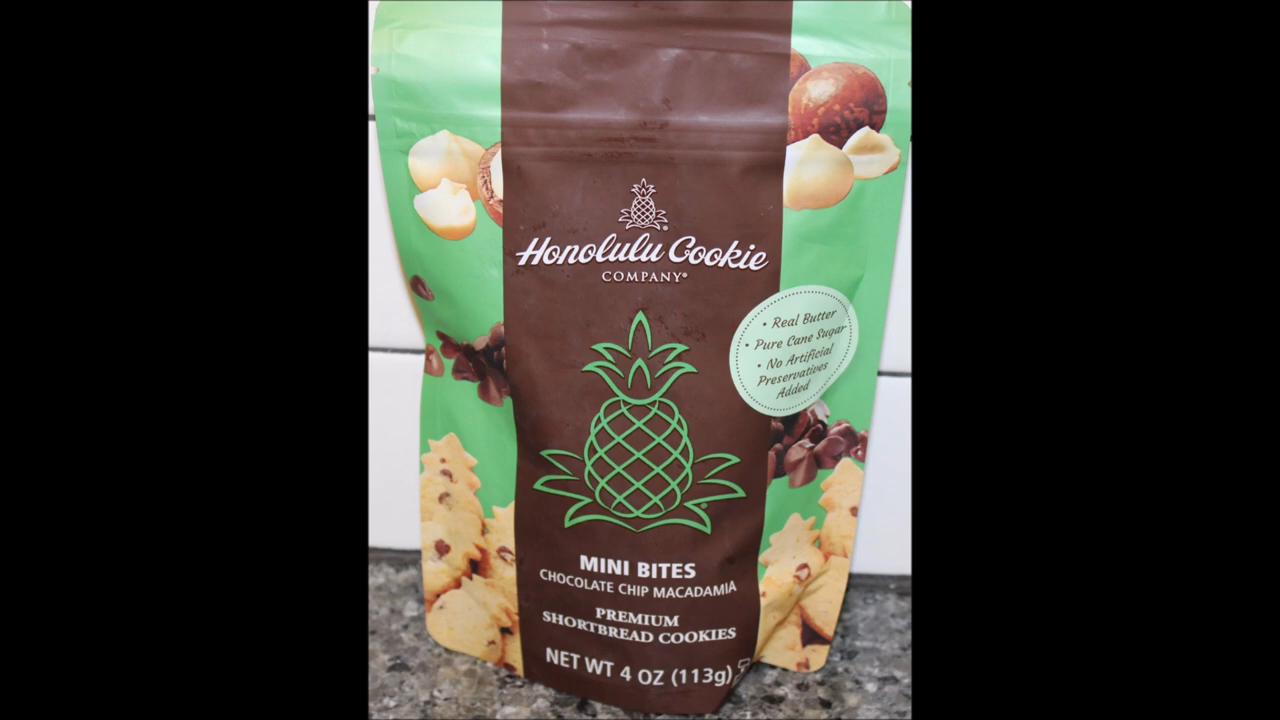 Honolulu Cookie
COMPANY®
• Real Butter
• Pure Cane Sugar
• No Artificial
Preservatives
Added
MINI BITES
CHOCOLATE CHIP MACADAMIA
PREMIUM
SHORTBREAD COOKIES
NET WT 4 OZ (113g)